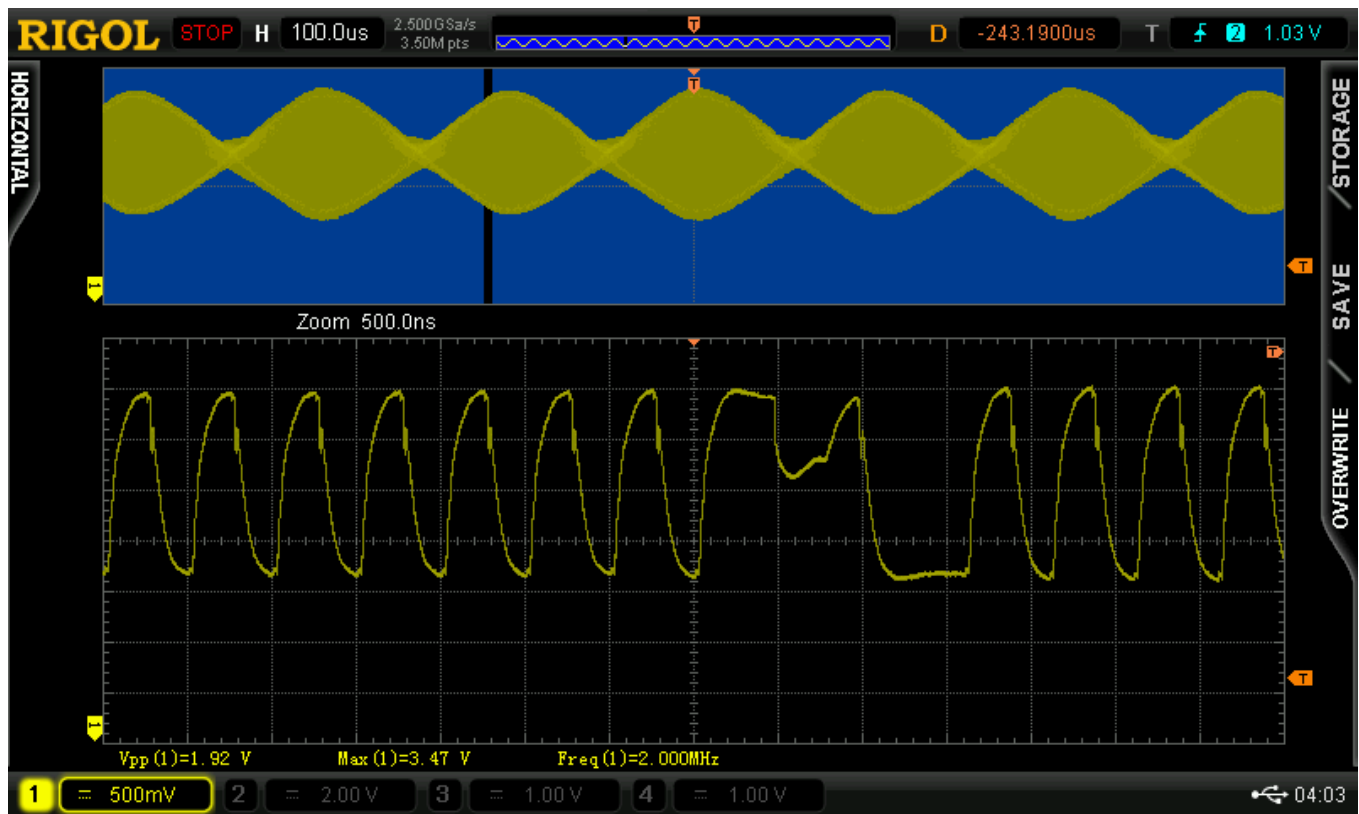 RIGOL STOP H 100.0us 2.500GSa/s 3.50M pts T D -243.1900us T 2 1.03 V
HORIZONTAL
T
T
1
STORAGE
SAVE
OVERWRITE
Zoom 500.0ns
T
T
1
Vpp(1)=1.92 V Max(1)=3.47 V Freq(1)=2.000MHz
1 = 500mV 2 = 2.00 V 3 = 1.00 V 4 = 1.00 V 04:03